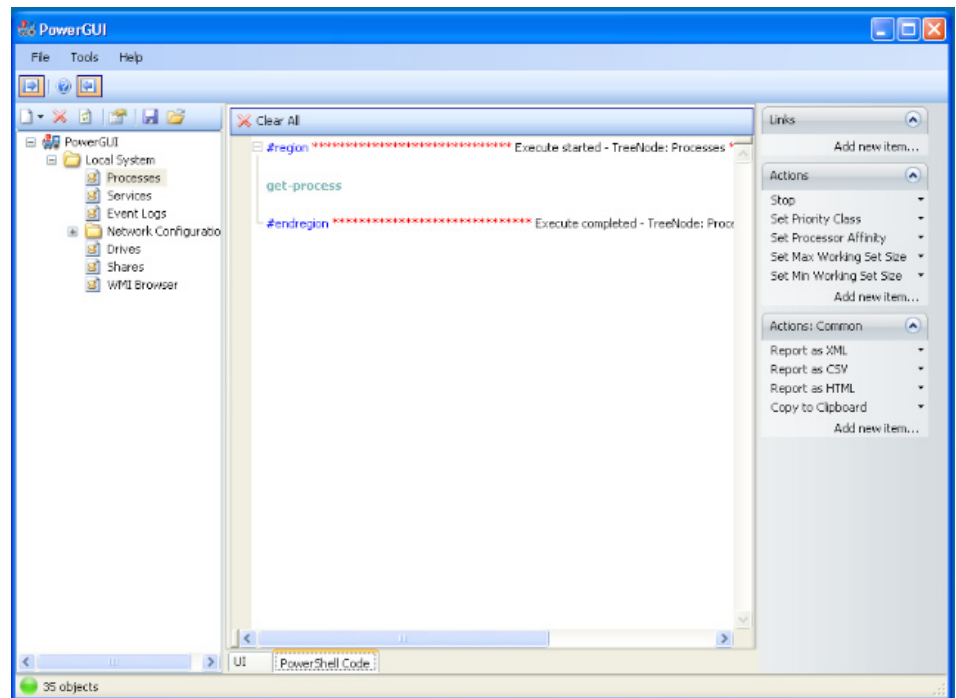 PowerGUI
File Tools Help
PowerGUI
Local System
Processes
Services
Event Logs
Network Configuratio
Drives
Shares
WMI Browser
Clear All
#region ****************************** Execute started - TreeNode: Processes *
get-process
#endregion ****************************** Execute completed - TreeNode: Proce
UI PowerShell Code
Links
Add new item...
Actions
Stop
Set Priority Class
Set Processor Affinity
Set Max Working Set Size
Set Min Working Set Size
Add new item...
Actions: Common
Report as XML
Report as CSV
Report as HTML
Copy to Clipboard
Add new item...
35 objects